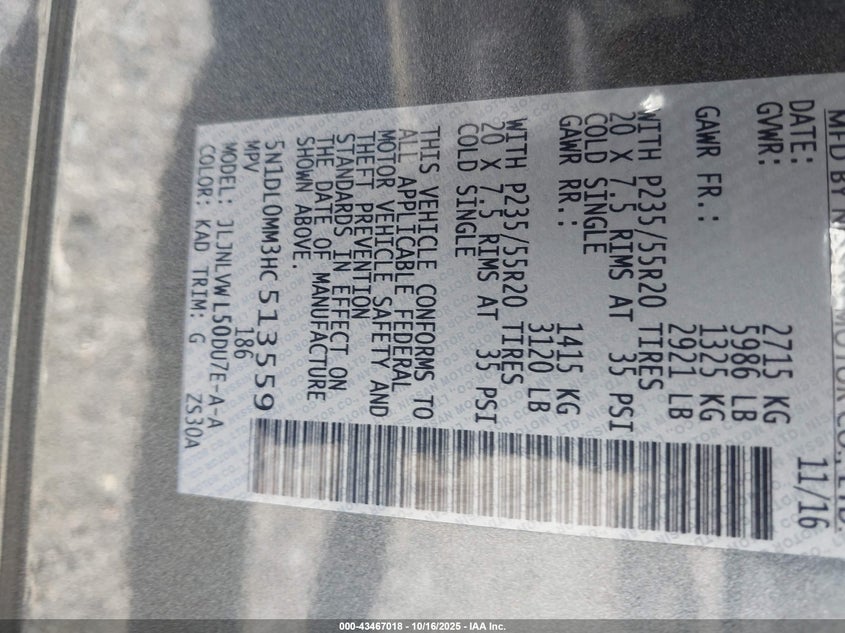 MFD BY N MOTOR CO., LTD.
DATE: 11/16
GVWR: 2715 KG
5986 LB
GAWR FR.: 1325 KG
2921 LB
WITH P235/55R20 TIRES
20 X 7.5 RIMS AT 35 PSI
COLD SINGLE
GAWR RR.: 1415 KG
3120 LB
WITH P235/55R20 TIRES
20 X 7.5 RIMS AT 35 PSI
COLD SINGLE
THIS VEHICLE CONFORMS TO
ALL APPLICABLE FEDERAL
MOTOR VEHICLE SAFETY AND
THEFT PREVENTION
STANDARDS IN EFFECT ON
THE DATE OF MANUFACTURE
SHOWN ABOVE.
5N1DL0MM3HC513559
MPV 186
MODEL: JLJNLVWL50DU7E-A-A
COLOR: KAD TRIM: G ZS30A
000-43467018 - 10/16/2025 - IAA Inc.